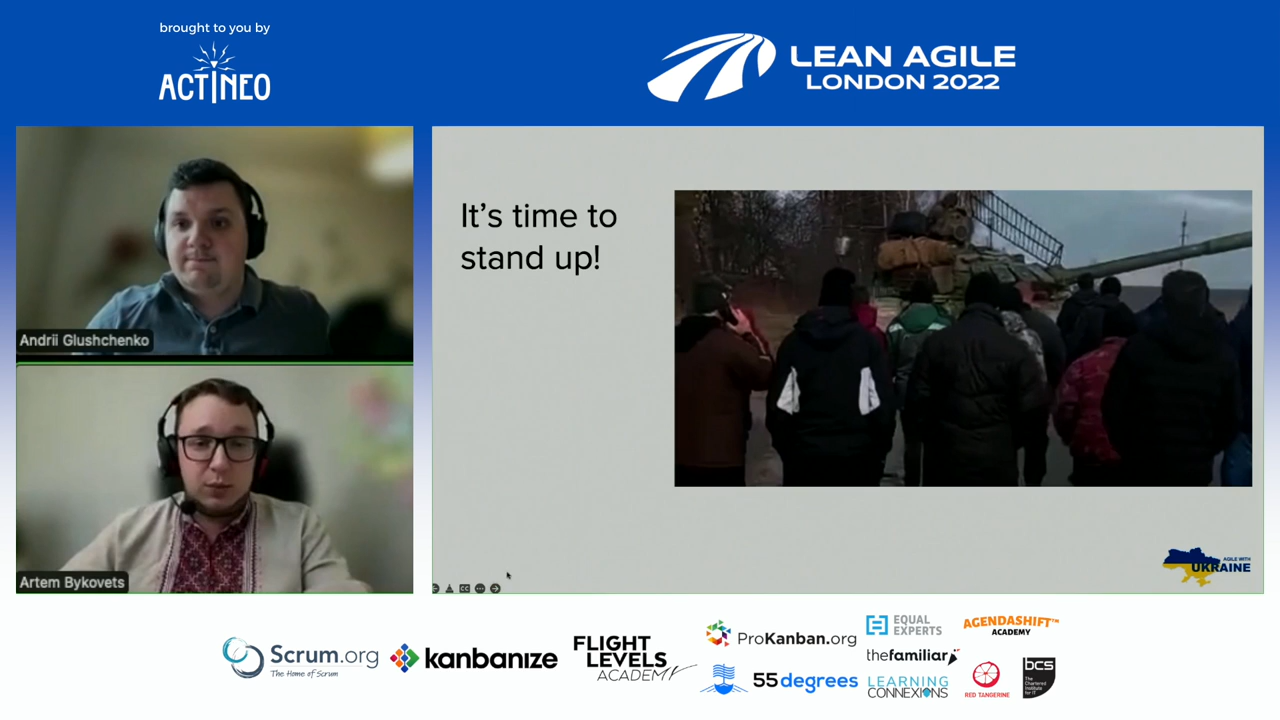 brought to you by
ACTINEO
LEAN AGILE
LONDON 2022
Andrii Glushchenko
Artem Bykovets
It's time to
stand up!
CC
AGILE WITH
UKRAINE
Scrum.org
The Home of Scrum
kanbanize
FLIGHT
LEVELS
ACADEMY
ProKanban.org
55degrees
EQUAL
EXPERTS
thefamiliar
LEARNING
CONNEXIONS
AGENDASHIFT™
ACADEMY
RED TANGERINE
bcs
The
Chartered
Institute
for IT